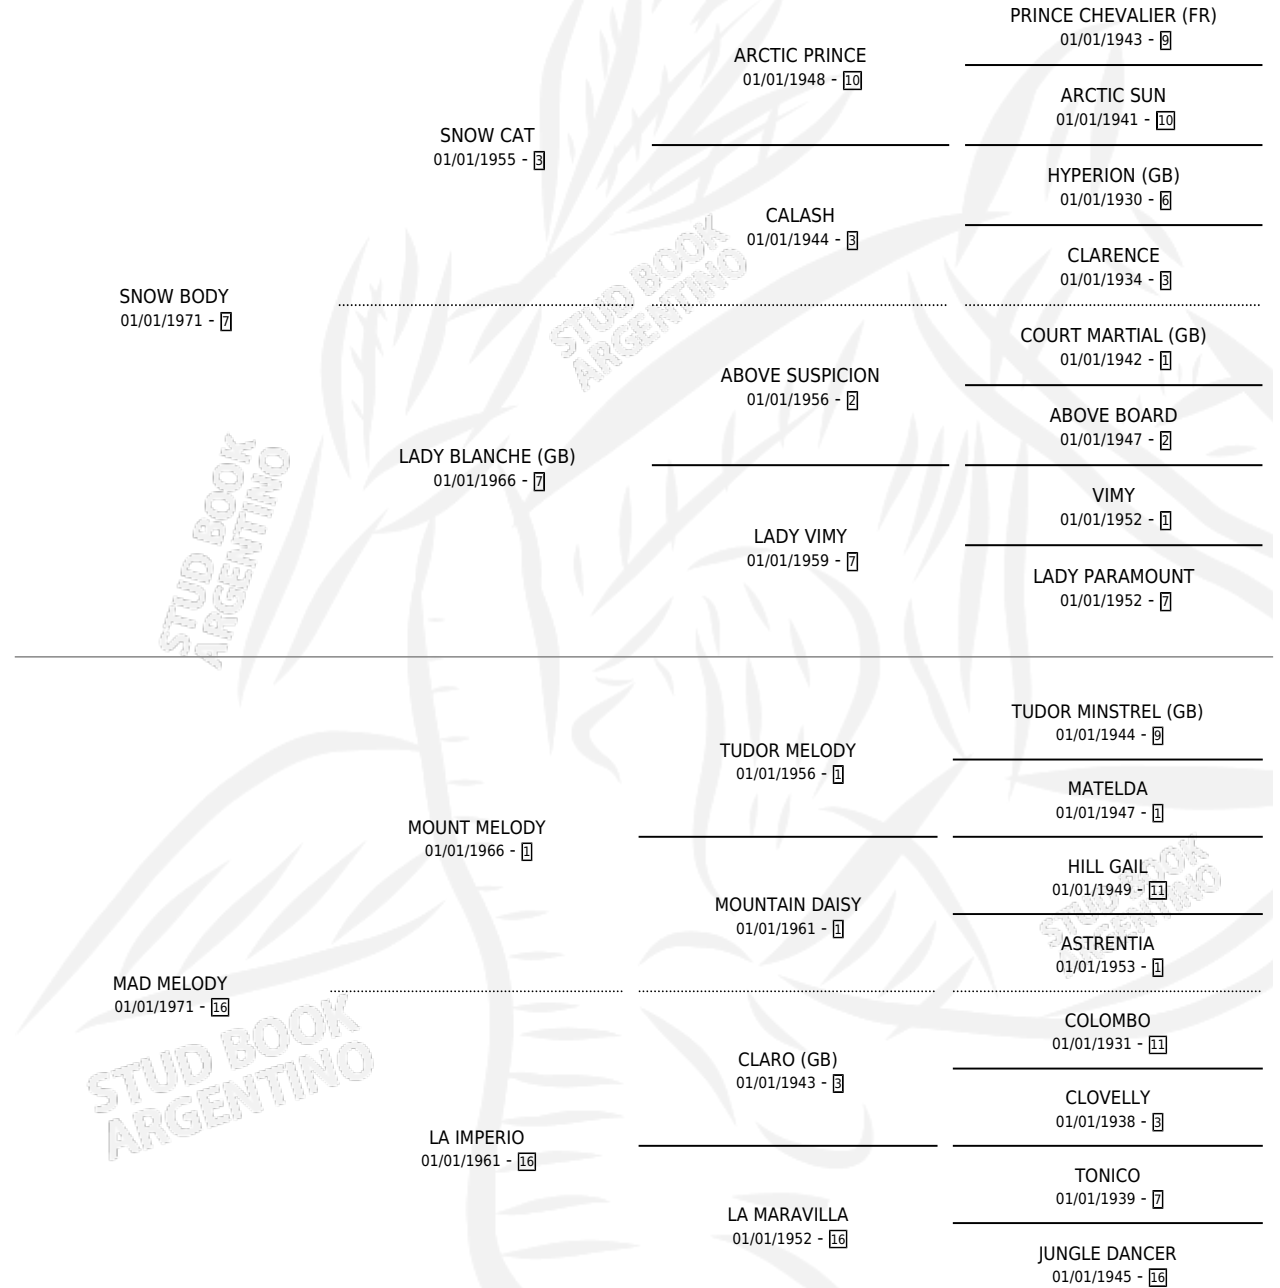 PRINCE CHEVALIER (FR)
01/01/1943 - 9
ARCTIC PRINCE
01/01/1948 - 10
ARCTIC SUN
01/01/1941 - 10
SNOW CAT
01/01/1955 - 3
HYPERION (GB)
01/01/1930 - 6
CALASH
01/01/1944 - 3
CLARENCE
01/01/1934 - 3
SNOW BODY
01/01/1971 - 7
COURT MARTIAL (GB)
01/01/1942 - 1
ABOVE SUSPICION
01/01/1956 - 2
ABOVE BOARD
01/01/1947 - 2
LADY BLANCHE (GB)
01/01/1966 - 7
VIMY
01/01/1952 - 1
LADY VIMY
01/01/1959 - 7
LADY PARAMOUNT
01/01/1952 - 7
STUD BOOK
ARGENTINO
STUD BOOK
ARGENTINO
TUDOR MINSTREL (GB)
01/01/1944 - 9
TUDOR MELODY
01/01/1956 - 1
MATELDA
01/01/1947 - 1
MOUNT MELODY
01/01/1966 - 1
HILL GAIL
01/01/1949 - 11
MOUNTAIN DAISY
01/01/1961 - 1
ASTRENTIA
01/01/1953 - 1
MAD MELODY
01/01/1971 - 16
COLOMBO
01/01/1931 - 11
CLARO (GB)
01/01/1943 - 3
CLOVELLY
01/01/1938 - 3
LA IMPERIO
01/01/1961 - 16
TONICO
01/01/1939 - 7
LA MARAVILLA
01/01/1952 - 16
JUNGLE DANCER
01/01/1945 - 16
STUD BOOK
ARGENTINO
STUD BOOK
ARGENTINO